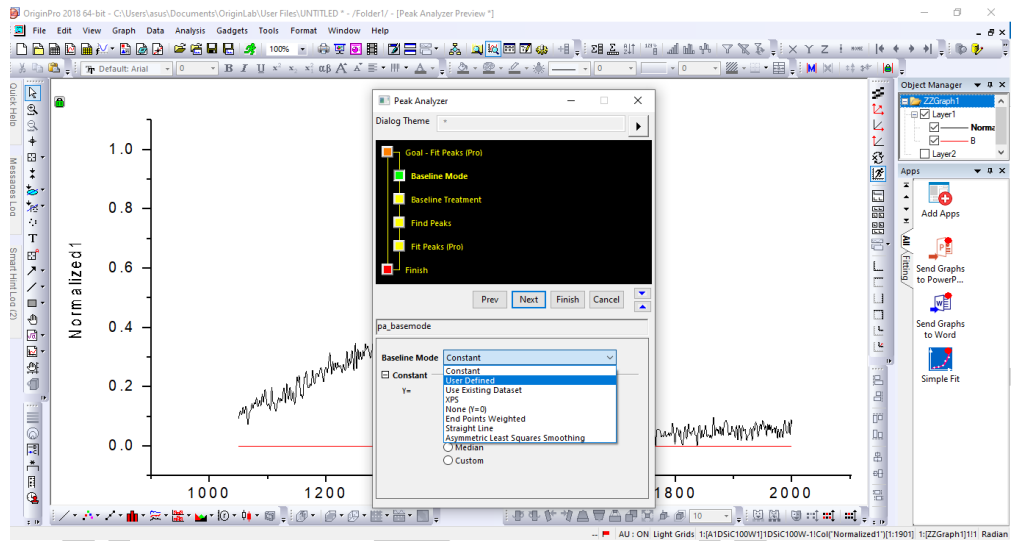 OriginPro 2018 64-bit - C:\Users\asus\Documents\OriginLab\User Files\UNTITLED * - /Folder1/ - [Peak Analyzer Preview *]
File Edit View Graph Data Analysis Gadgets Tools Format Window Help
100%
X Y Z
Default: Arial 0 B I U αβ A A 0 0
Quick Help
Messages Log
Smart Hint Log (2)
Normalized1
1.0
0.8
0.6
0.4
0.2
0.0
1000 1200 1800 2000
Peak Analyzer
Dialog Theme *
Goal - Fit Peaks (Pro)
Baseline Mode
Baseline Treatment
Find Peaks
Fit Peaks (Pro)
Finish
Prev Next Finish Cancel
pa_basemode
Baseline Mode Constant
Constant
Y=
Constant
User Defined
Use Existing Dataset
XPS
None (Y=0)
End Points Weighted
Straight Line
Asymmetric Least Squares Smoothing
Median
Custom
Object Manager
ZZGraph1
Layer1
Norma
B
Layer2
Apps
All
Fitting
Add Apps
Send Graphs
to PowerP...
Send Graphs
to Word
Simple Fit
10
-- AU : ON Light Grids 1:[A1DSiC100W1]1DSiC100W-1!Col("Normalized1")[1:1901] 1:[ZZGraph1]1!1 Radian